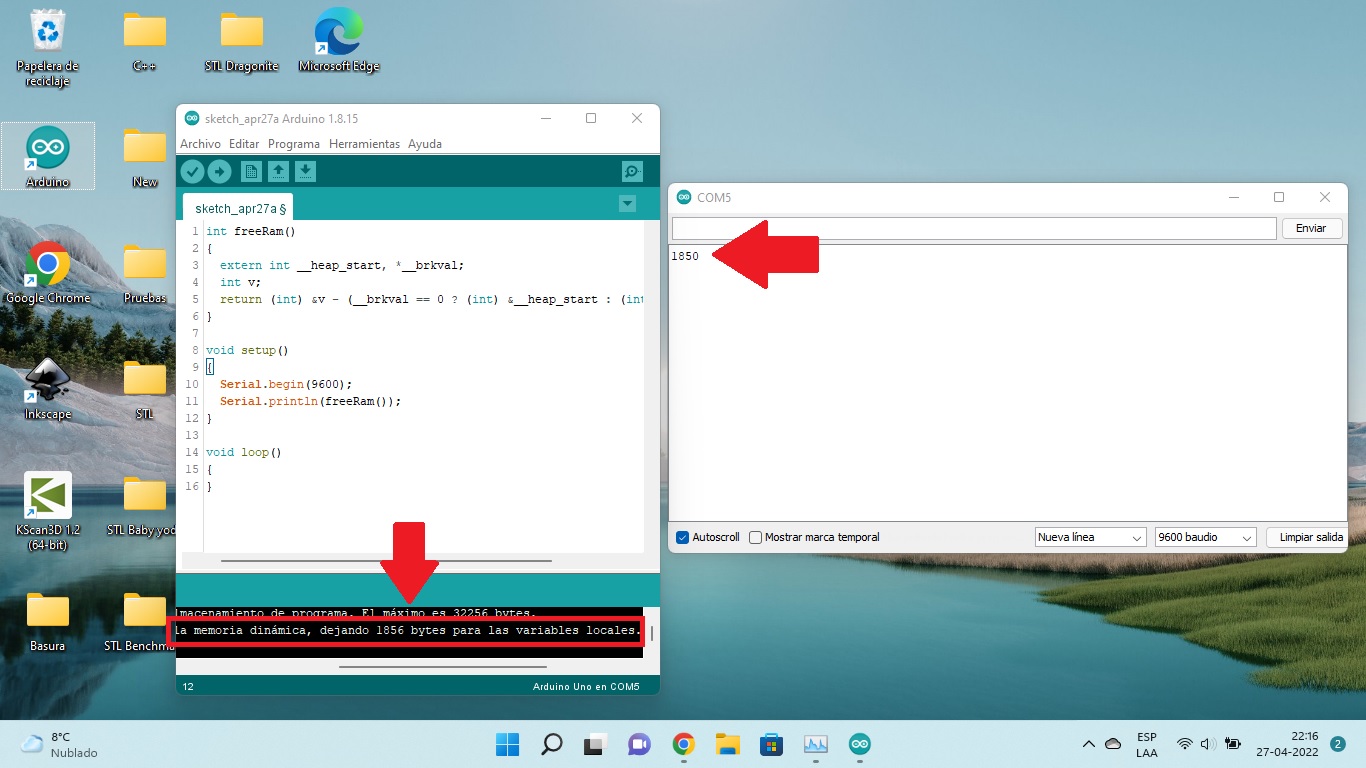 Papelera de
reciclaje
C++
STL Dragonite
Microsoft Edge
Arduino
New
Google Chrome
Pruebas
Inkscape
STL
KScan3D 1.2
(64-bit)
STL Baby yod
Basura
STL Benchma
sketch_apr27a Arduino 1.8.15
Archivo Editar Programa Herramientas Ayuda
sketch_apr27a §
1 int freeRam()
2 {
3 extern int __heap_start, *__brkval;
4 int v;
5 return (int) &v - (__brkval == 0 ? (int) &__heap_start : (int
6 }
7
8 void setup()
9 {
10 Serial.begin(9600);
11 Serial.println(freeRam());
12 }
13
14 void loop()
15 {
16 }
lmacenamiento de programa. El máximo es 32256 bytes.
la memoria dinámica, dejando 1856 bytes para las variables locales.
12
Arduino Uno en COM5
COM5
Enviar
1850
Autoscroll
Mostrar marca temporal
Nueva línea
9600 baudio
Limpiar salida
8°C
Nublado
ESP
LAA
22:16
27-04-2022
2